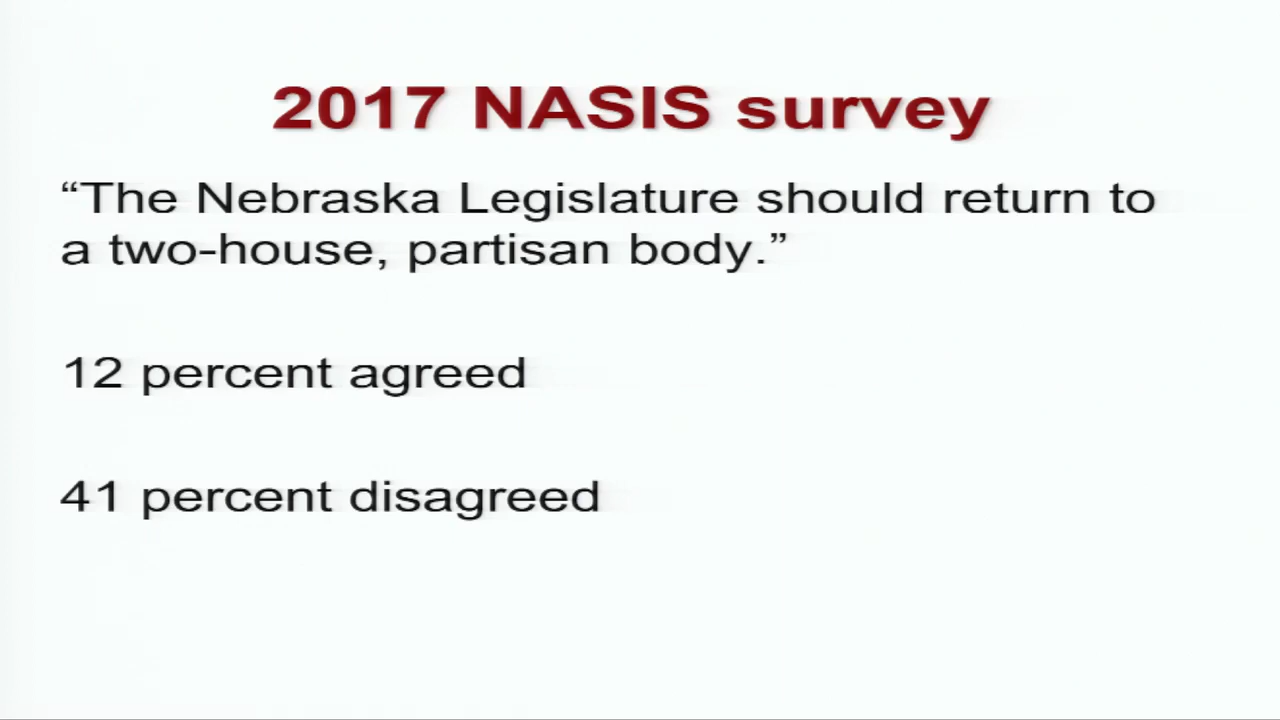 2017 NASIS survey
“The Nebraska Legislature should return to
a two-house, partisan body.”
12 percent agreed
41 percent disagreed